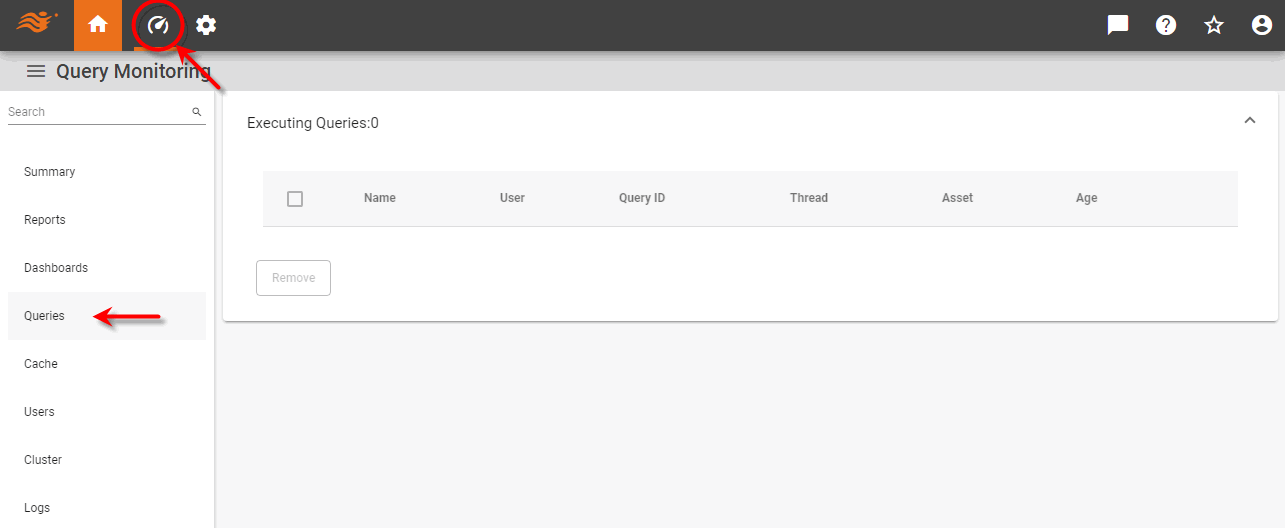 Query Monitoring
Search
Summary
Reports
Dashboards
Queries
Cache
Users
Cluster
Logs
Executing Queries:0
Name User Query ID Thread Asset Age
Remove